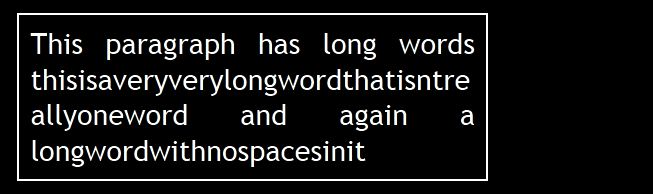 This paragraph has long words
thisisaveryverylongwordthatisntre
allyoneword and again a
longwordwithnospacesinit